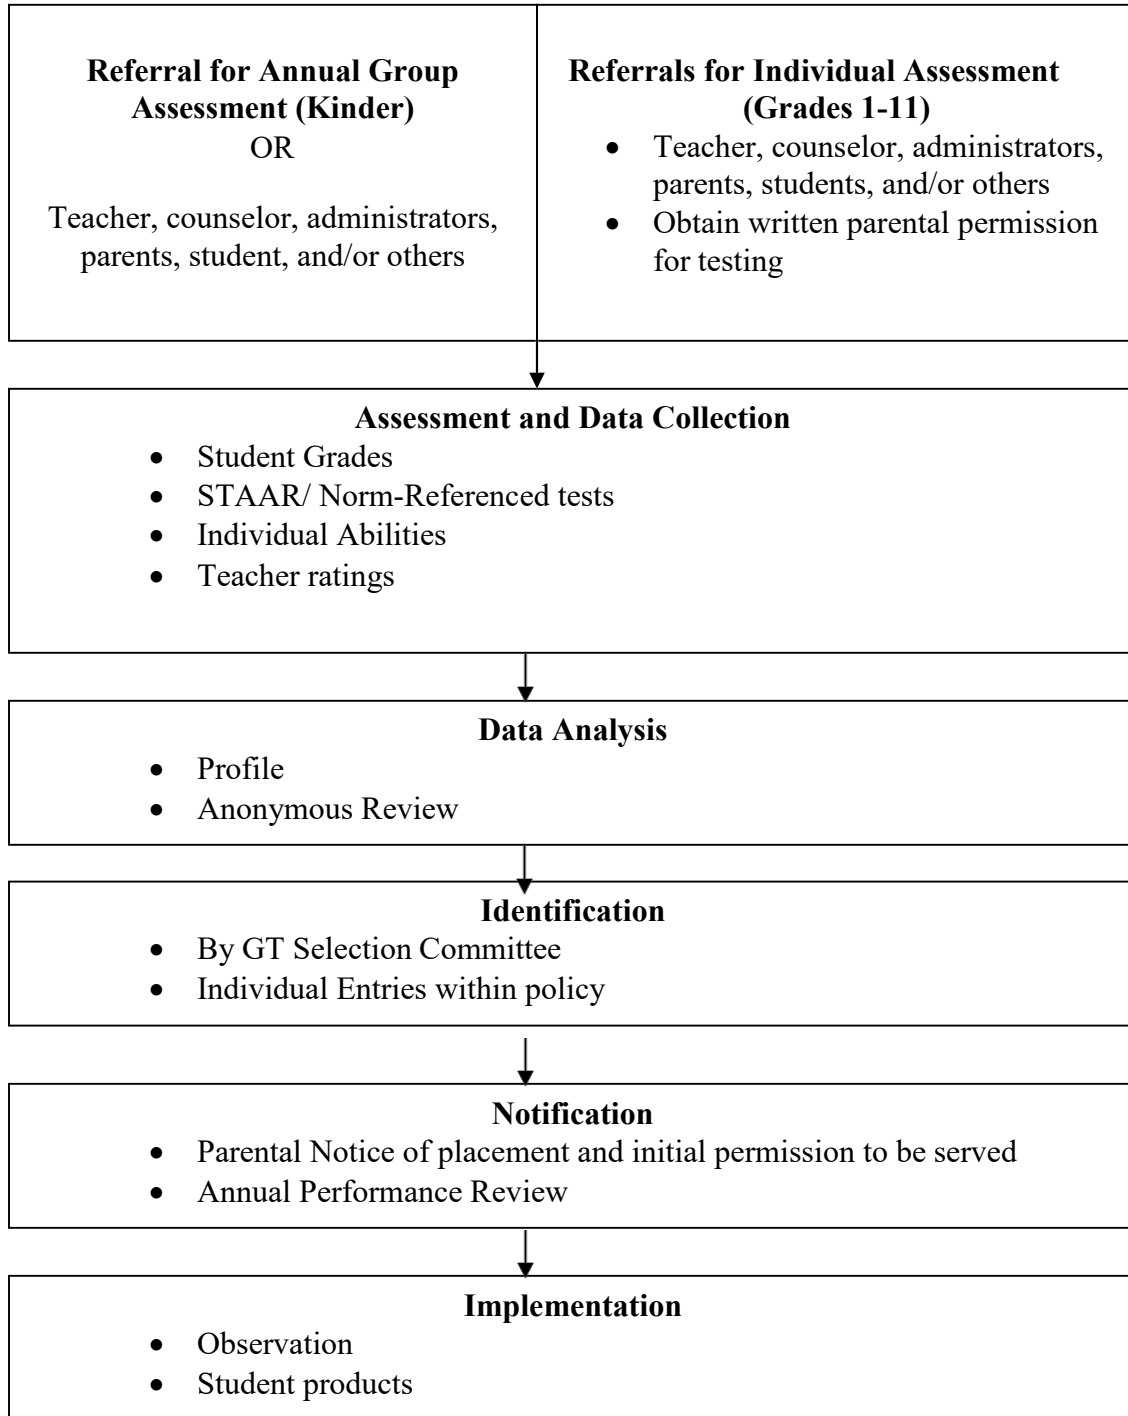 Referral for Annual Group
Assessment (Kinder)
OR
Teacher, counselor, administrators,
parents, student, and/or others
Referrals for Individual Assessment
(Grades 1-11)
• Teacher, counselor, administrators,
parents, students, and/or others
• Obtain written parental permission
for testing
Assessment and Data Collection
• Student Grades
• STAAR/ Norm-Referenced tests
• Individual Abilities
• Teacher ratings
Data Analysis
• Profile
• Anonymous Review
Identification
• By GT Selection Committee
• Individual Entries within policy
Notification
• Parental Notice of placement and initial permission to be served
• Annual Performance Review
Implementation
• Observation
• Student products